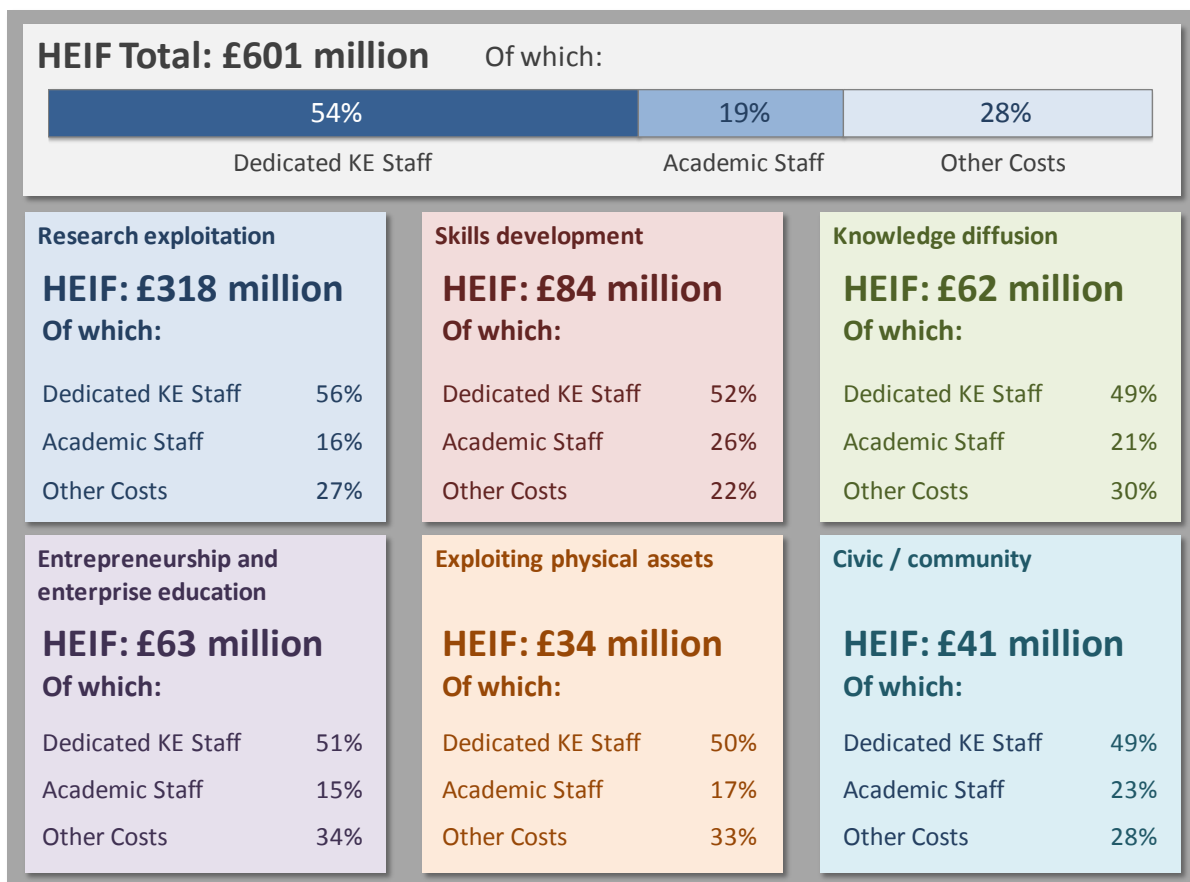 HEIF Total: £601 million Of which:
54% 19% 28%
Dedicated KE Staff Academic Staff Other Costs
Research exploitation
HEIF: £318 million
Of which:
Dedicated KE Staff 56%
Academic Staff 16%
Other Costs 27%
Skills development
HEIF: £84 million
Of which:
Dedicated KE Staff 52%
Academic Staff 26%
Other Costs 22%
Knowledge diffusion
HEIF: £62 million
Of which:
Dedicated KE Staff 49%
Academic Staff 21%
Other Costs 30%
Entrepreneurship and
enterprise education
HEIF: £63 million
Of which:
Dedicated KE Staff 51%
Academic Staff 15%
Other Costs 34%
Exploiting physical assets
HEIF: £34 million
Of which:
Dedicated KE Staff 50%
Academic Staff 17%
Other Costs 33%
Civic / community
HEIF: £41 million
Of which:
Dedicated KE Staff 49%
Academic Staff 23%
Other Costs 28%